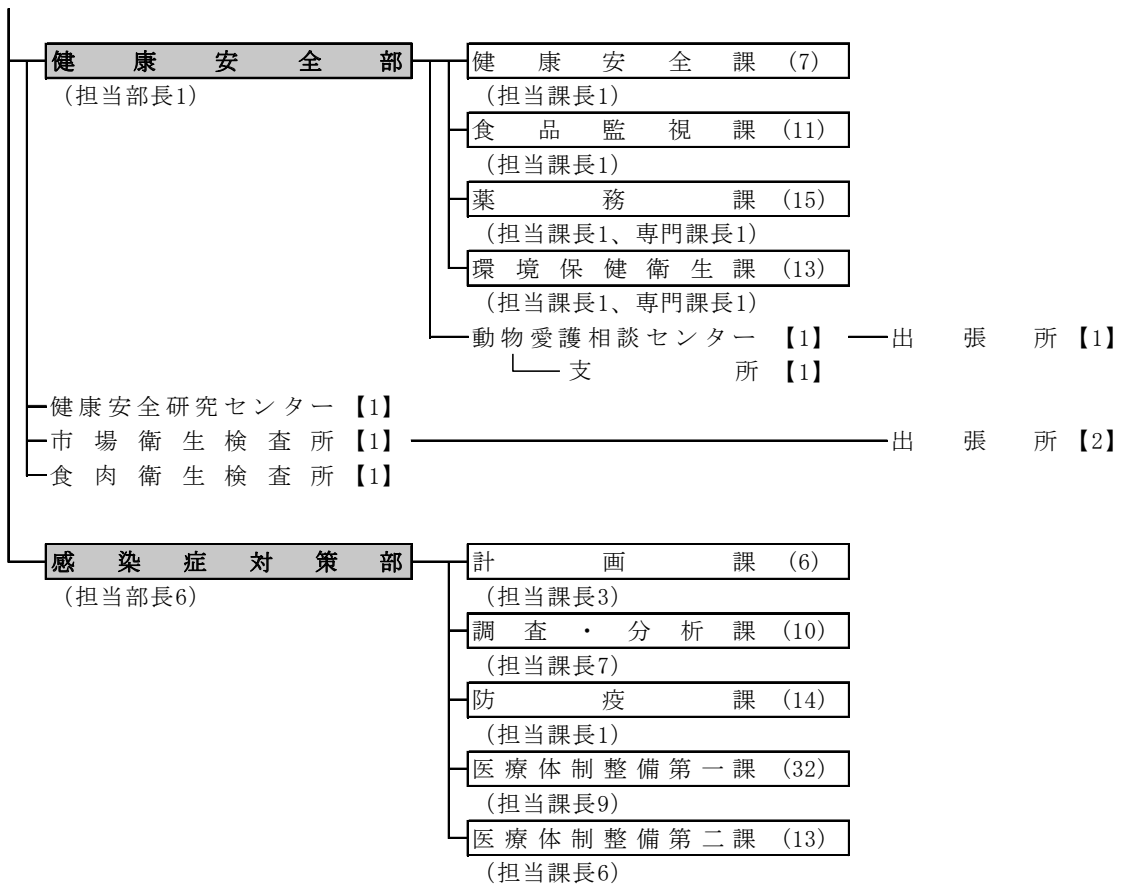 健康安全部 健康安全課 (7)
(担当部長1) (担当課長1)
食品監視課 (11)
(担当課長1)
薬務課 (15)
(担当課長1、専門課長1)
環境保健衛生課 (13)
(担当課長1、専門課長1)
動物愛護相談センター 【1】 出張所【1】
支所 【1】
健康安全研究センター【1】
市場衛生検査所【1】 出張所【2】
食肉衛生検査所【1】
感染症対策部 計画課 (6)
(担当部長6) (担当課長3)
調査・分析課 (10)
(担当課長7)
防疫課 (14)
(担当課長1)
医療体制整備第一課 (32)
(担当課長9)
医療体制整備第二課 (13)
(担当課長6)